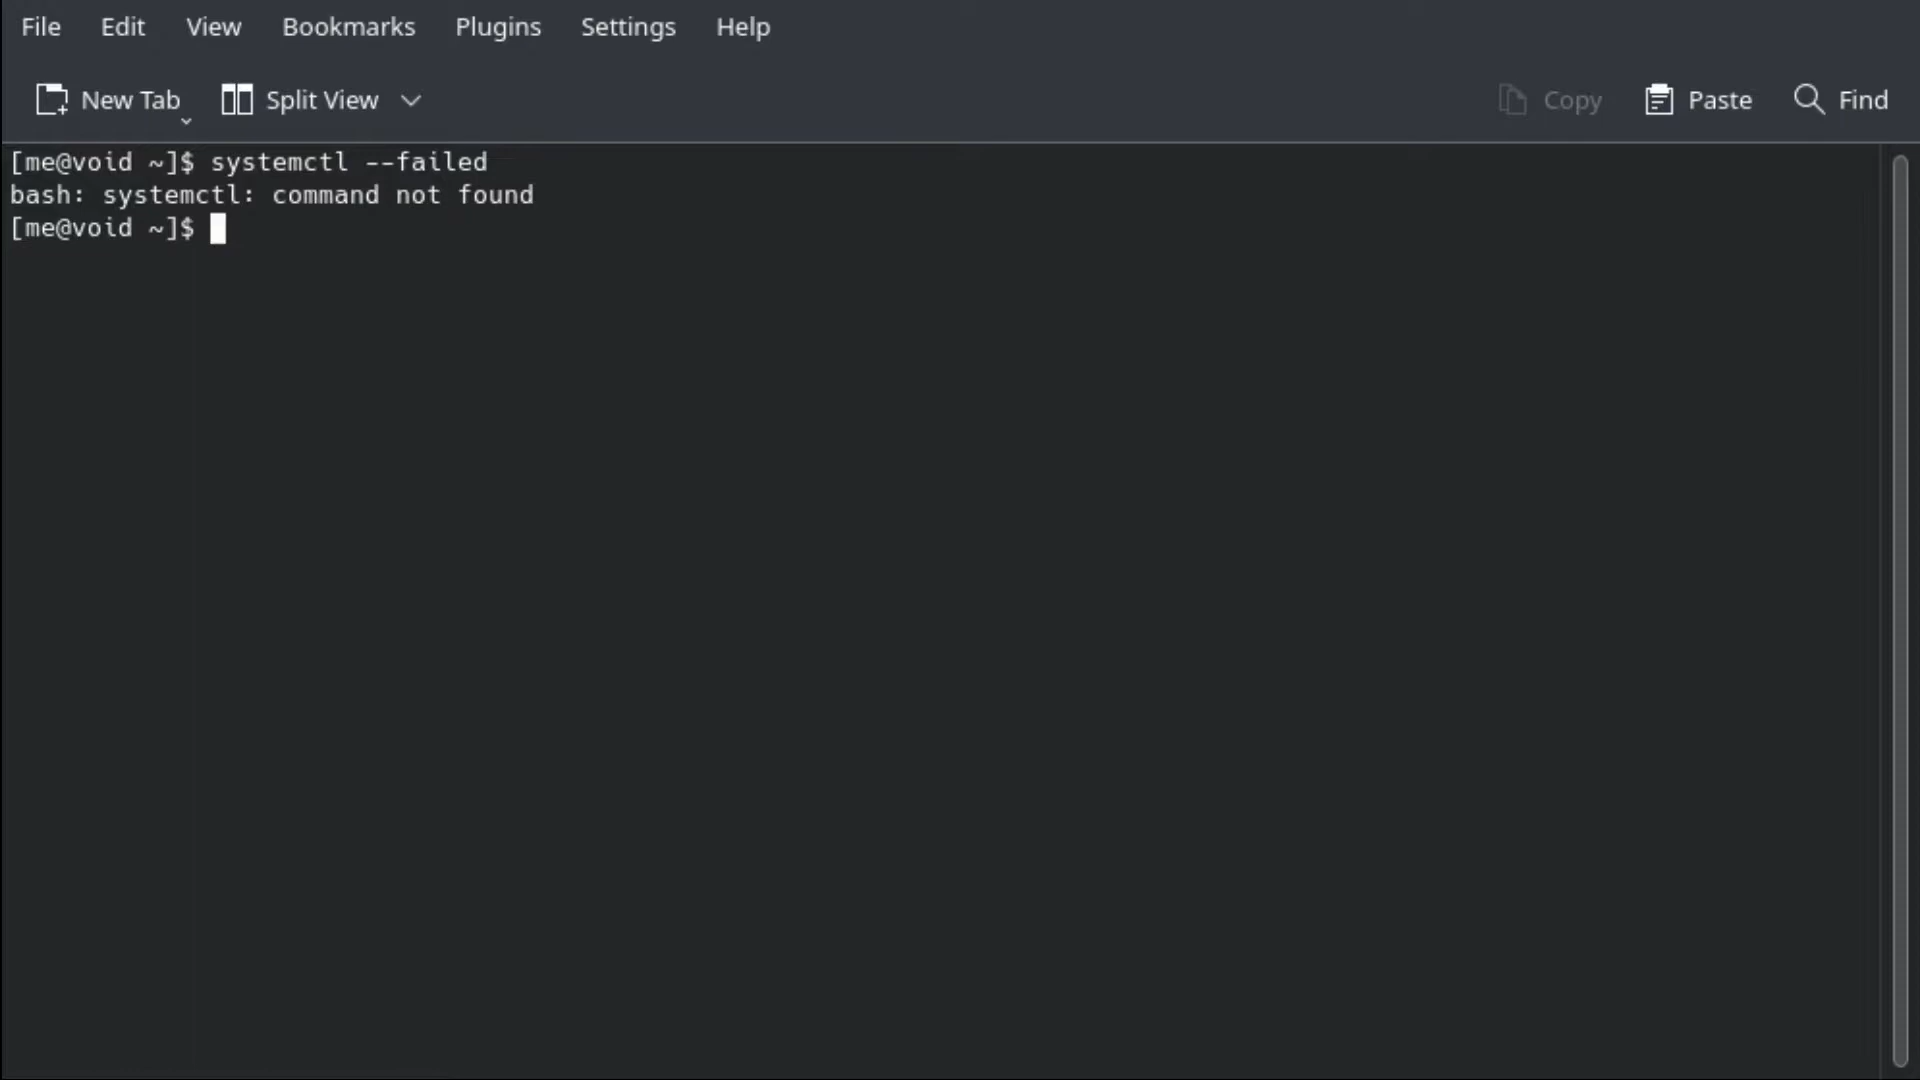 File Edit View Bookmarks Plugins Settings Help
New Tab Split View Copy Paste Find
[me@void ~]$ systemctl --failed
bash: systemctl: command not found
[me@void ~]$